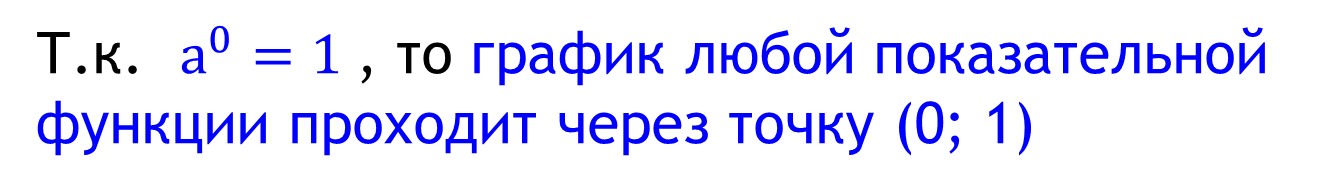 Т.к. a⁰ = 1 , то график любой показательной
функции проходит через точку (0; 1)